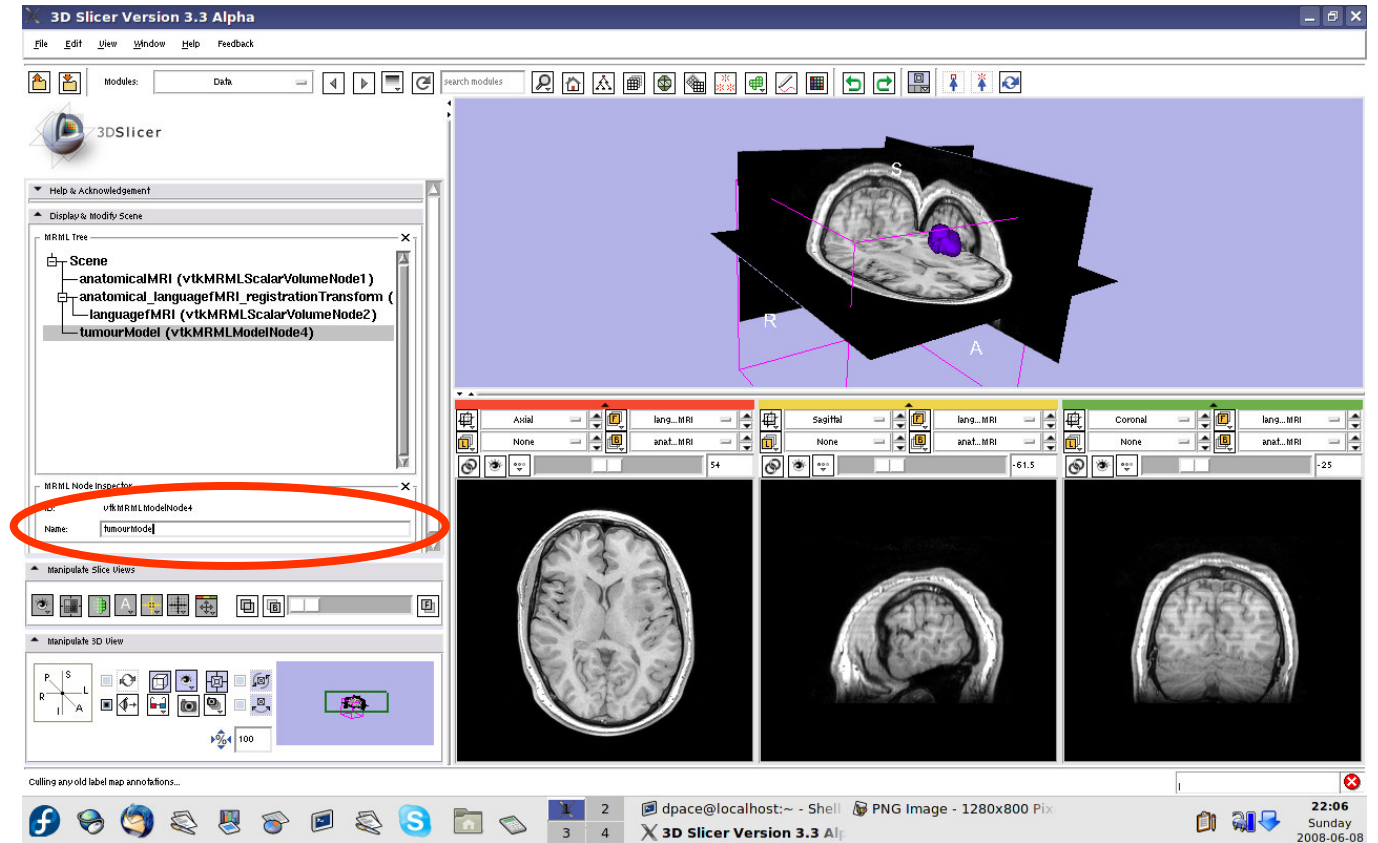 3D Slicer Version 3.3 Alpha
File Edit View Window Help Feedback
Modules: Data search modules
3DSlicer
Help & Acknowledgement
Display & Modify Scene
MRML Tree
Scene
anatomicalMRI (vtkMRMLScalarVolumeNode1)
anatomical_languagefMRI_registrationTransform (
languagefMRI (vtkMRMLScalarVolumeNode2)
tumourModel (vtkMRMLModelNode4)
MRML Node Inspector
ID: vtkMRMLModelNode4
Name: tumourModel
Manipulate Slice Views
A
B
F
Manipulate 3D View
P S
R L
I A
% 100
S
R
A
F Axial lang...MRI
L None B anat...MRI
54
F Sagittal lang...MRI
L None B anat...MRI
-61.5
F Coronal lang...MRI
L None B anat...MRI
-25
Culling any old label map annotations...
1 2 dpace@localhost:~ - Shell PNG Image - 1280x800 Pix
3 4 3D Slicer Version 3.3 Alp
22:06
Sunday
2008-06-08